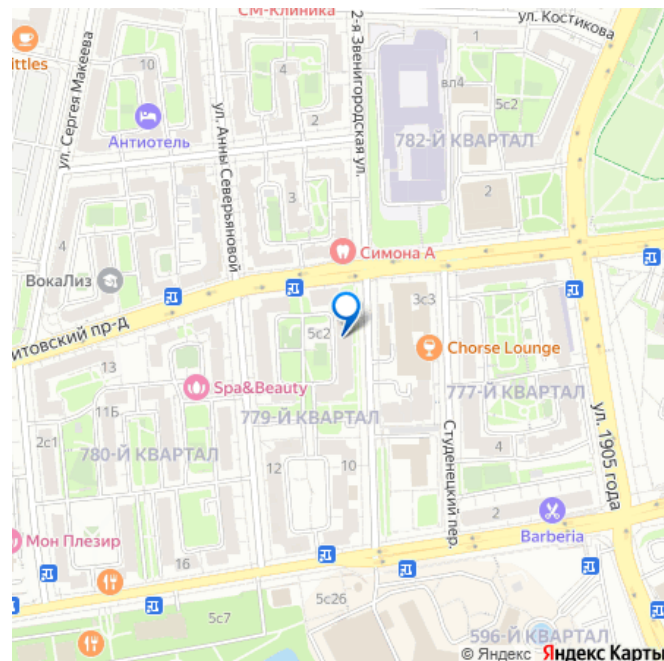 СМ-Клиника
ул. Костикова
ittles
10
4
2-я Звенигородская ул.
1
вл4
5с2
ул. Сергея Макеева
Антиотель
2
782-Й КВАРТАЛ
ул. Анны Северьяновой
3
2
4
Симона А
ВокаЛиз
3с3
итовский пр-д
5с2
Chorse Lounge
13
Spa&Beauty
777-Й КВАРТАЛ
11Б
779-Й КВАРТАЛ
ул. 1905 года
2с1
780-Й КВАРТАЛ
Студенецкий пер.
4
12
10
2
Мон Плезир
Barberia
16
5с7
5с26
596-Й КВАРТАЛ
© Яндекс Яндекс Карты